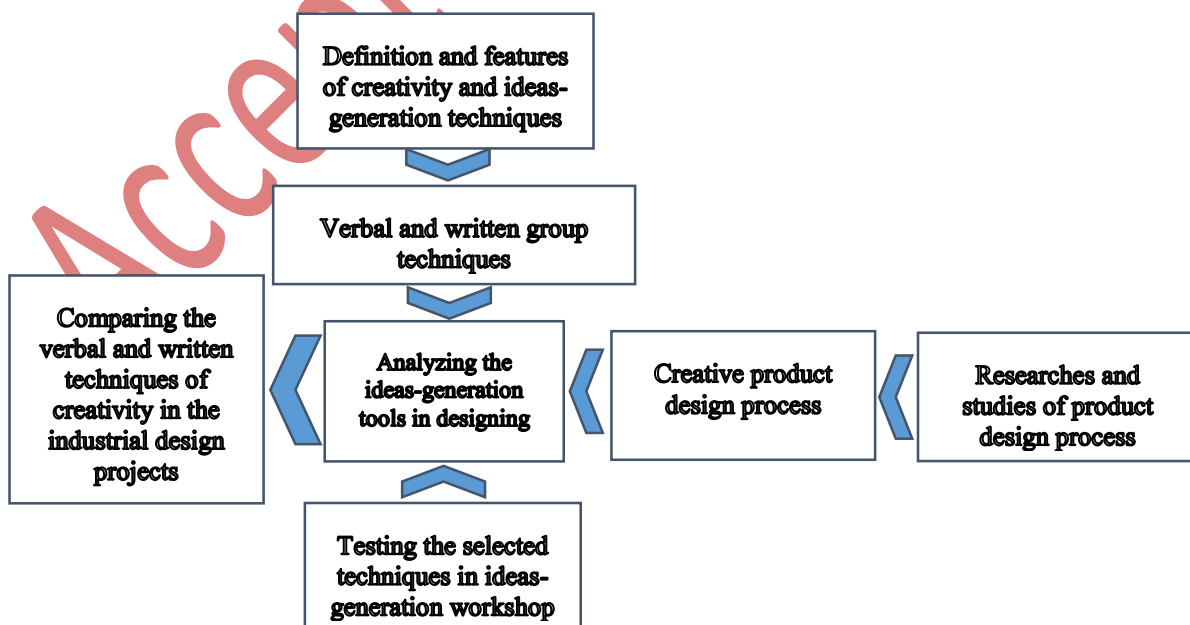 Definition and features
of creativity and ideas-
generation techniques
Verbal and written group
techniques
Comparing the
verbal and written
techniques of
creativity in the
industrial design
projects
Analyzing the
ideas-generation
tools in designing
Creative product
design process
Researches and
studies of product
design process
Testing the selected
techniques in ideas-
generation workshop